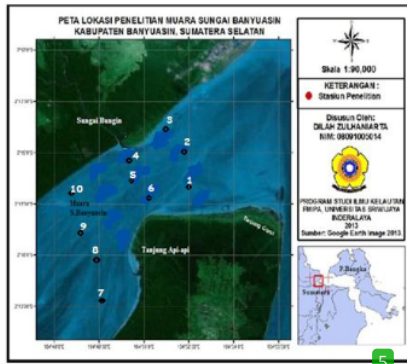 PETA LOKASI PENELITIAN MUARA SUNGAI BANYUASIN
KABUPATEN BANYUASIN, SUMATERA SELATAN
Sungai Bungin
3
2
4
5
6
1
10
Muara
S.Banyuasin
9
8
Tanjung Api-api
7
Skala 1:90,000
KETERANGAN :
Stasiun Penelitian
Disusun Oleh:
DILAH ZULHANIARTA
NIM: 08091005014
PROGRAM STUDI ILMU KELAUTAN
FMIPA, UNIVERSITAS SRIWIJAYA
INDERALAYA
2013
Sumber: Google Earth Image 2013.
P.Bangka
Sumatera
5